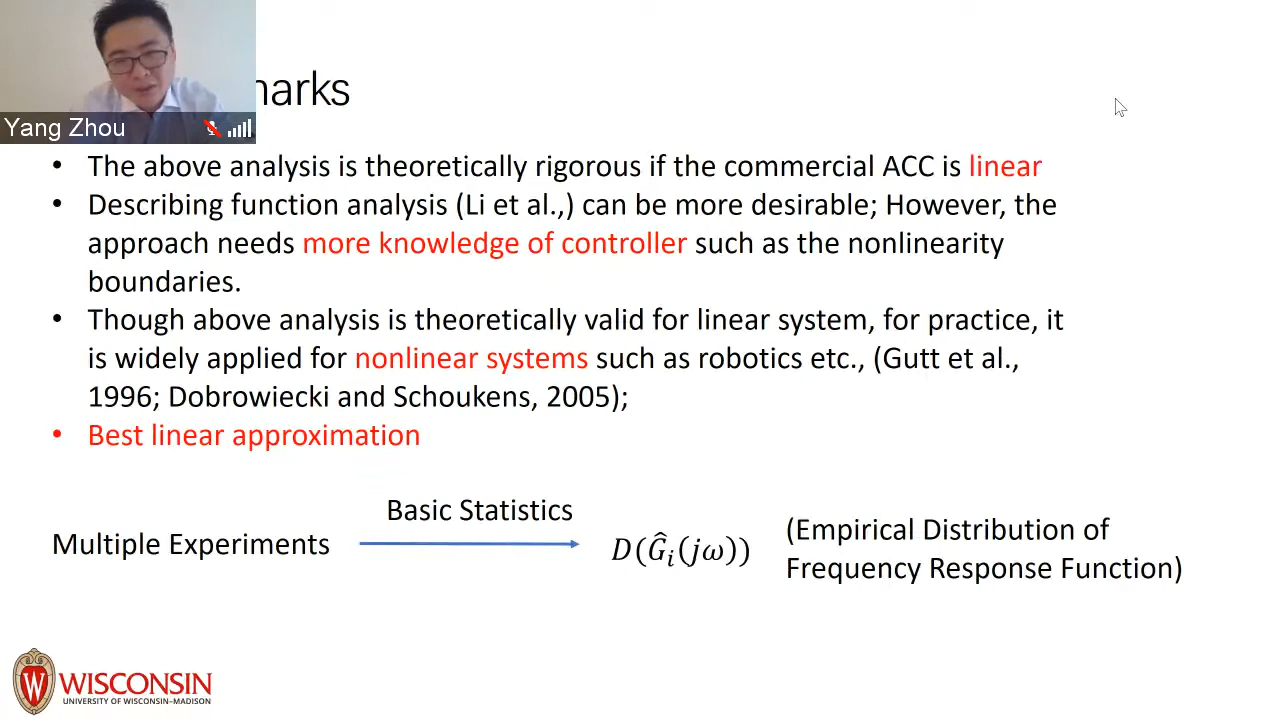 marks
Yang Zhou
• The above analysis is theoretically rigorous if the commercial ACC is linear
• Describing function analysis (Li et al.,) can be more desirable; However, the
approach needs more knowledge of controller such as the nonlinearity
boundaries.
• Though above analysis is theoretically valid for linear system, for practice, it
is widely applied for nonlinear systems such as robotics etc., (Gutt et al.,
1996; Dobrowiecki and Schoukens, 2005);
• Best linear approximation
Basic Statistics
Multiple Experiments
D(Ĝᵢ(jω))
(Empirical Distribution of
Frequency Response Function)
W
WISCONSIN
UNIVERSITY OF WISCONSIN–MADISON